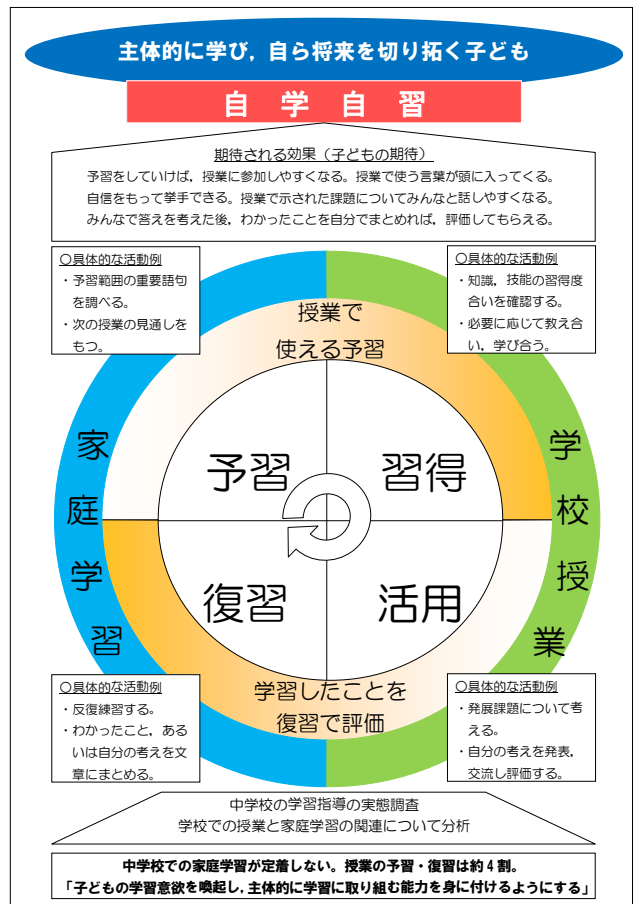 主体的に学び，自ら将来を切り拓く子ども
自学自習
期待される効果（子どもの期待）
予習をしていけば，授業に参加しやすくなる。授業で使う言葉が頭に入ってくる。
自信をもって挙手できる。授業で示された課題についてみんなと話しやすくなる。
みんなで答えを考えた後，わかったことを自分でまとめれば，評価してもらえる。
〇具体的な活動例
・予習範囲の重要語句
を調べる。
・次の授業の見通しを
もつ。
〇具体的な活動例
・知識，技能の習得度
合いを確認する。
・必要に応じて教え合
い，学び合う。
授業で
使える予習
家庭学習
学校授業
予習
習得
復習
活用
学習したことを
復習で評価
〇具体的な活動例
・反復練習する。
・わかったこと，ある
いは自分の考えを文
章にまとめる。
〇具体的な活動例
・発展課題について考
える。
・自分の考えを発表，
交流し評価する。
中学校の学習指導の実態調査
学校での授業と家庭学習の関連について分析
中学校での家庭学習が定着しない。授業の予習・復習は約４割。
「子どもの学習意欲を喚起し，主体的に学習に取り組む能力を身に付けるようにする」